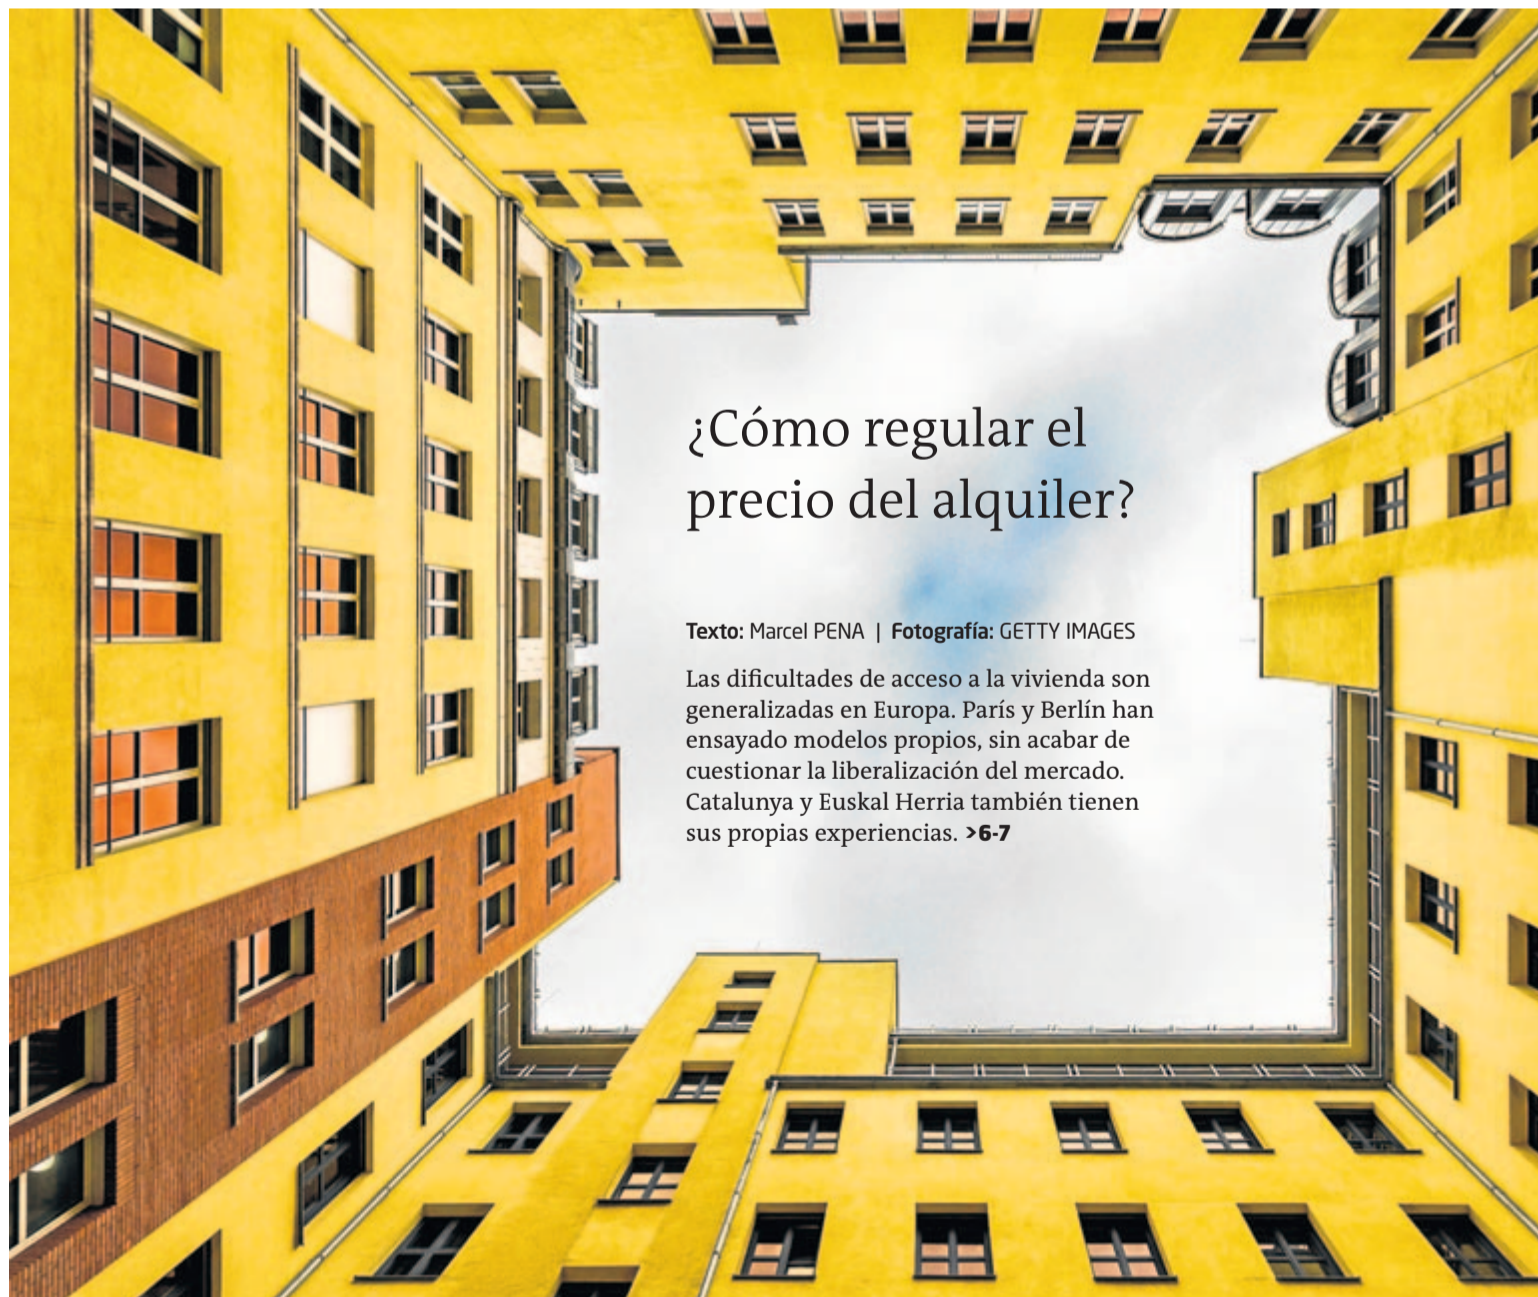 ¿Cómo regular el
precio del alquiler?
Texto: Marcel PENA | Fotografía: GETTY IMAGES
Las dificultades de acceso a la vivienda son
generalizadas en Europa. París y Berlín han
ensayado modelos propios, sin acabar de
cuestionar la liberalización del mercado.
Catalunya y Euskal Herria también tienen
sus propias experiencias. >6-7